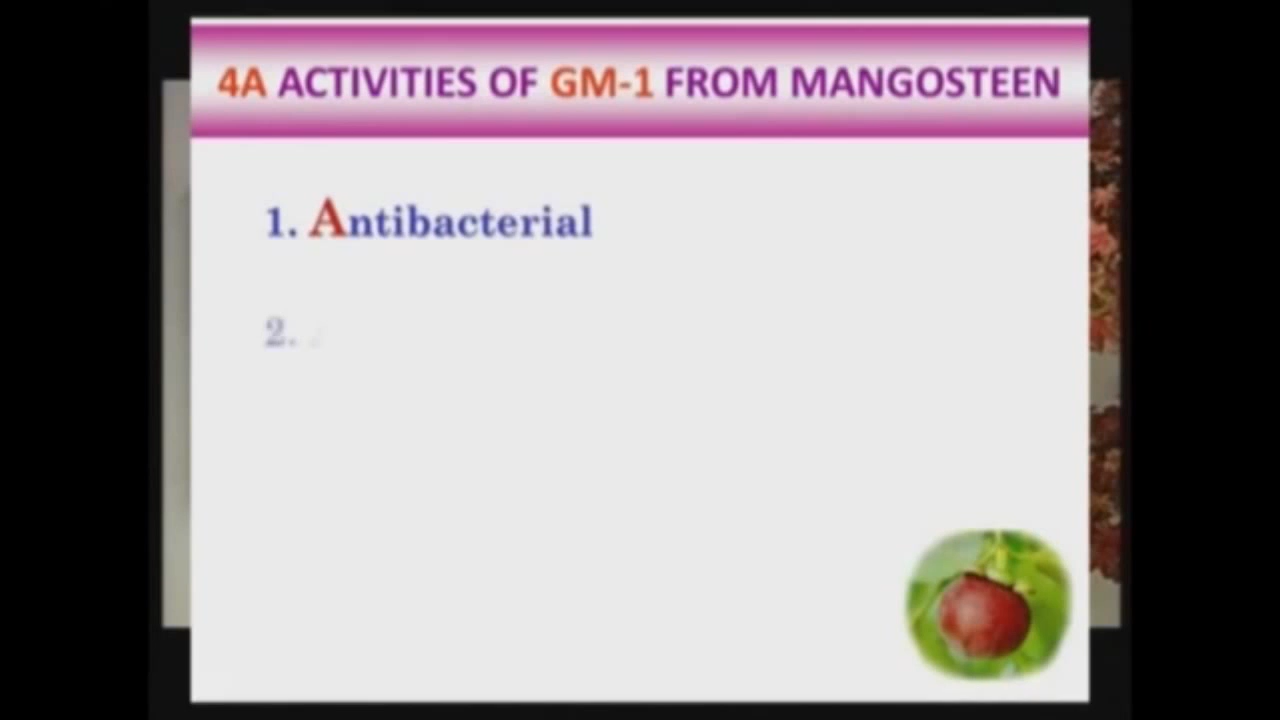 4A ACTIVITIES OF GM-1 FROM MANGOSTEEN
1. Antibacterial
2.